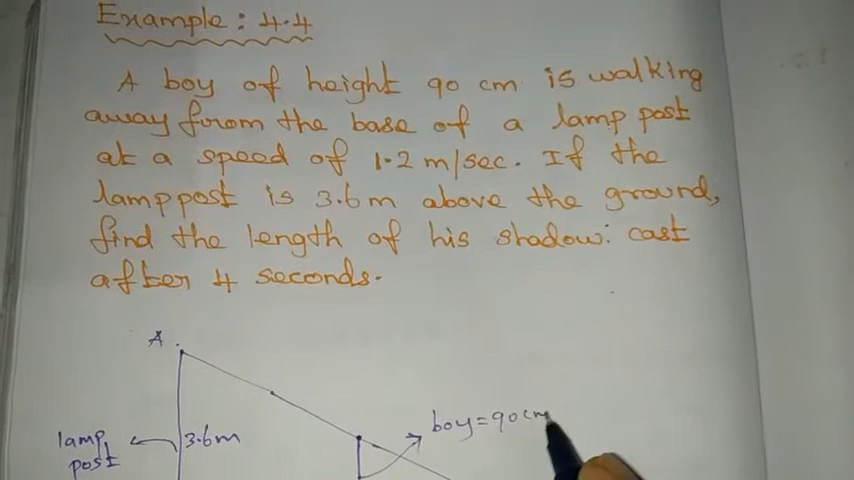 Example: 4.4
A boy of height 90 cm is walking
away from the base of a lamp post
at a speed of 1.2 m/sec. If the
lamppost is 3.6m above the ground,
find the length of his shadow: cast
after 4 seconds.
A
boy=90cm
lamp 3.6m
post